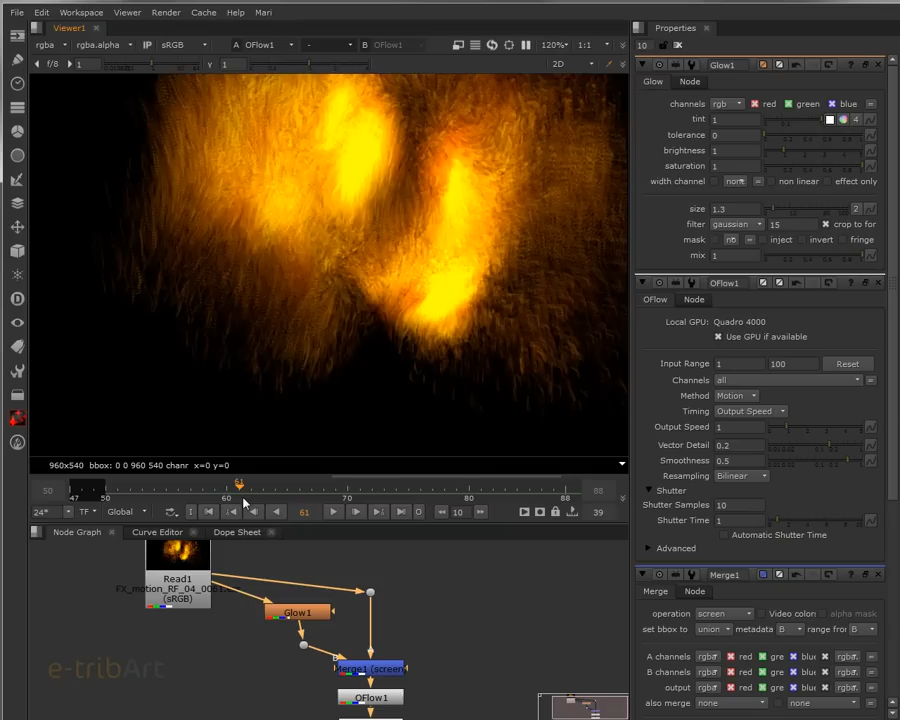 File Edit Workspace Viewer Render Cache Help Mari
Viewer1
rgba rgba.alpha IP sRGB A OFlow1 - B OFlow1 120% 1:1
f/8 1 Y 1 2D
960x540 bbox: 0 0 960 540 chanr x=0 y=0
50 47 50 60 61 70 80 88 88
24* TF Global 61 10 39
Node Graph Curve Editor Dope Sheet
Read1
(sRGB)
Glow1
B
Merge1 (screen
OFlow1
e-tribArt
Properties
10
Glow1
Glow Node
channels rgb red green blue =
tint 1 4
tolerance 0
brightness 1
saturation 1
width channel = non linear effect only
size 1.3 2
filter gaussian 15 crop to for
mask = inject invert fringe
mix 1
OFlow1
OFlow Node
Local GPU: Quadro 4000
Use GPU if available
Input Range 1 100 Reset
Channels all =
Method Motion
Timing Output Speed
Output Speed 1
Vector Detail 0.2
Smoothness 0.5
Resampling Bilinear
Shutter
Shutter Samples 10
Shutter Time 1
Automatic Shutter Time
Advanced
Merge1
Merge Node
operation screen Video color: alpha mask
set bbox to union metadata B range from B
A channels rgba red gre blue rgba
B channels rgba red gre blue rgba
output rgba red gre blue rgba
also merge none none